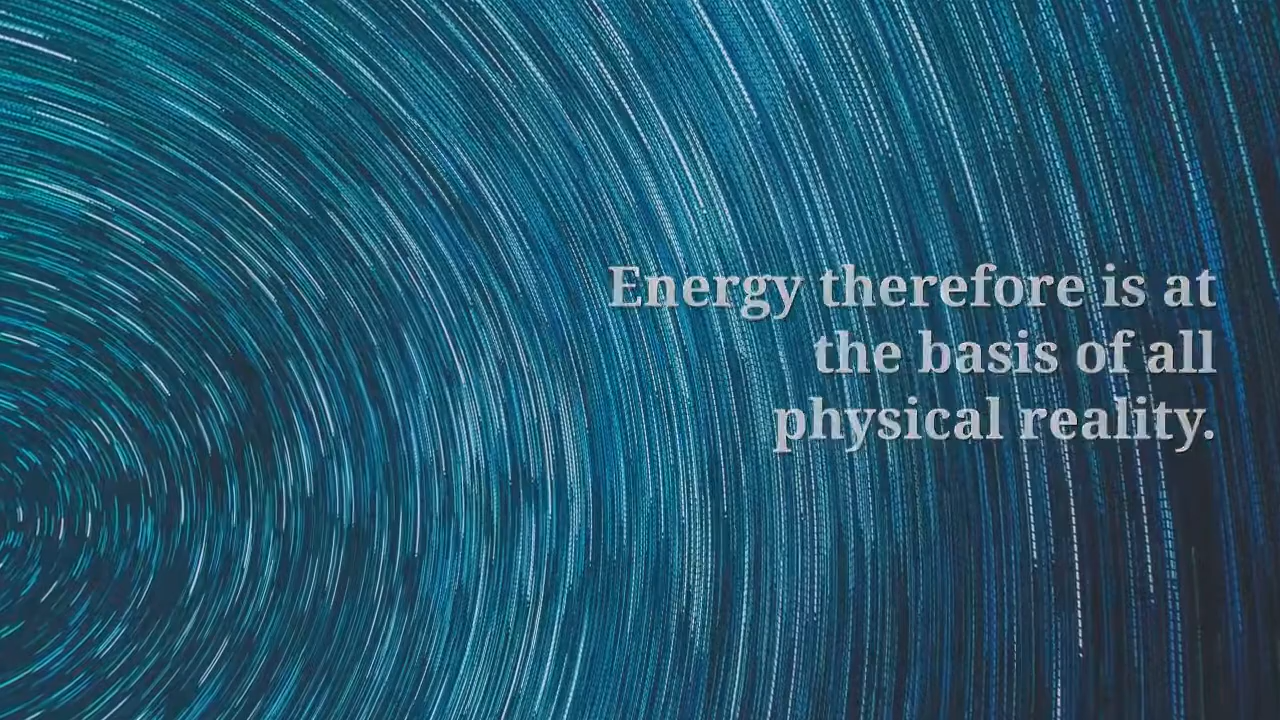 Energy therefore is at
the basis of all
physical reality.